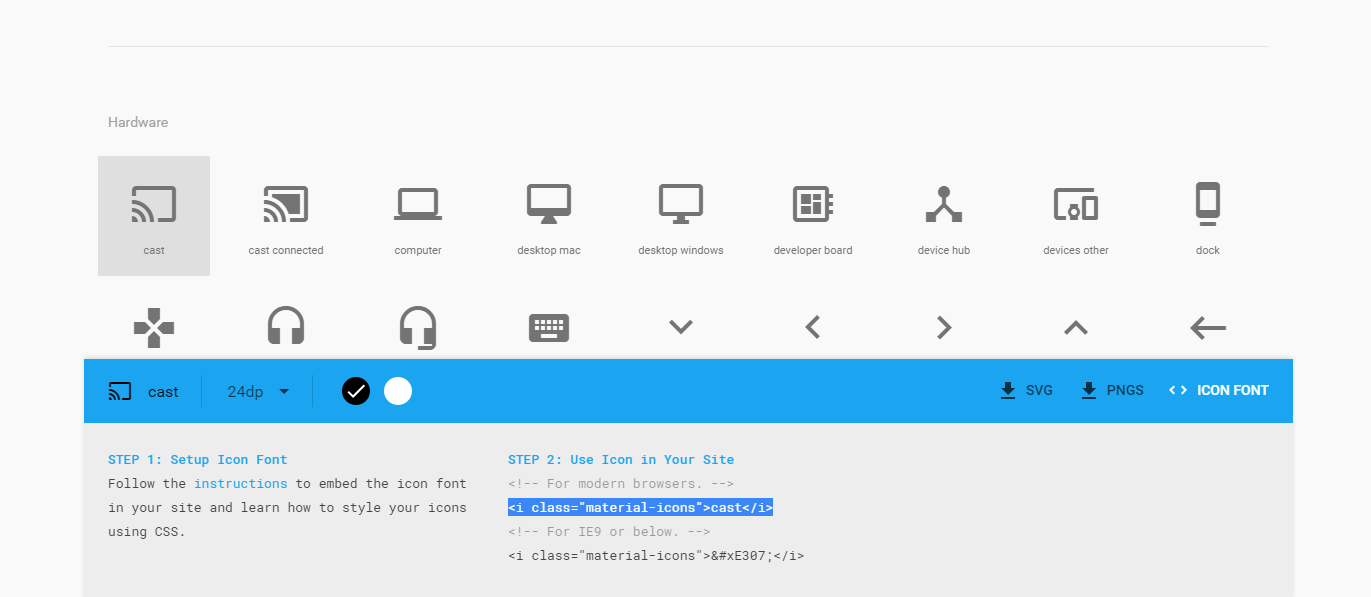 Hardware
cast
cast connected
computer
desktop mac
desktop windows
developer board
device hub
devices other
dock
cast
24dp
SVG
PNGS
ICON FONT
STEP 1: Setup Icon Font
Follow the instructions to embed the icon font
in your site and learn how to style your icons
using CSS.
STEP 2: Use Icon in Your Site
<!-- For modern browsers. -->
<i class="material-icons">cast</i>
<!-- For IE9 or below. -->
<i class="material-icons">&#xE307;</i>